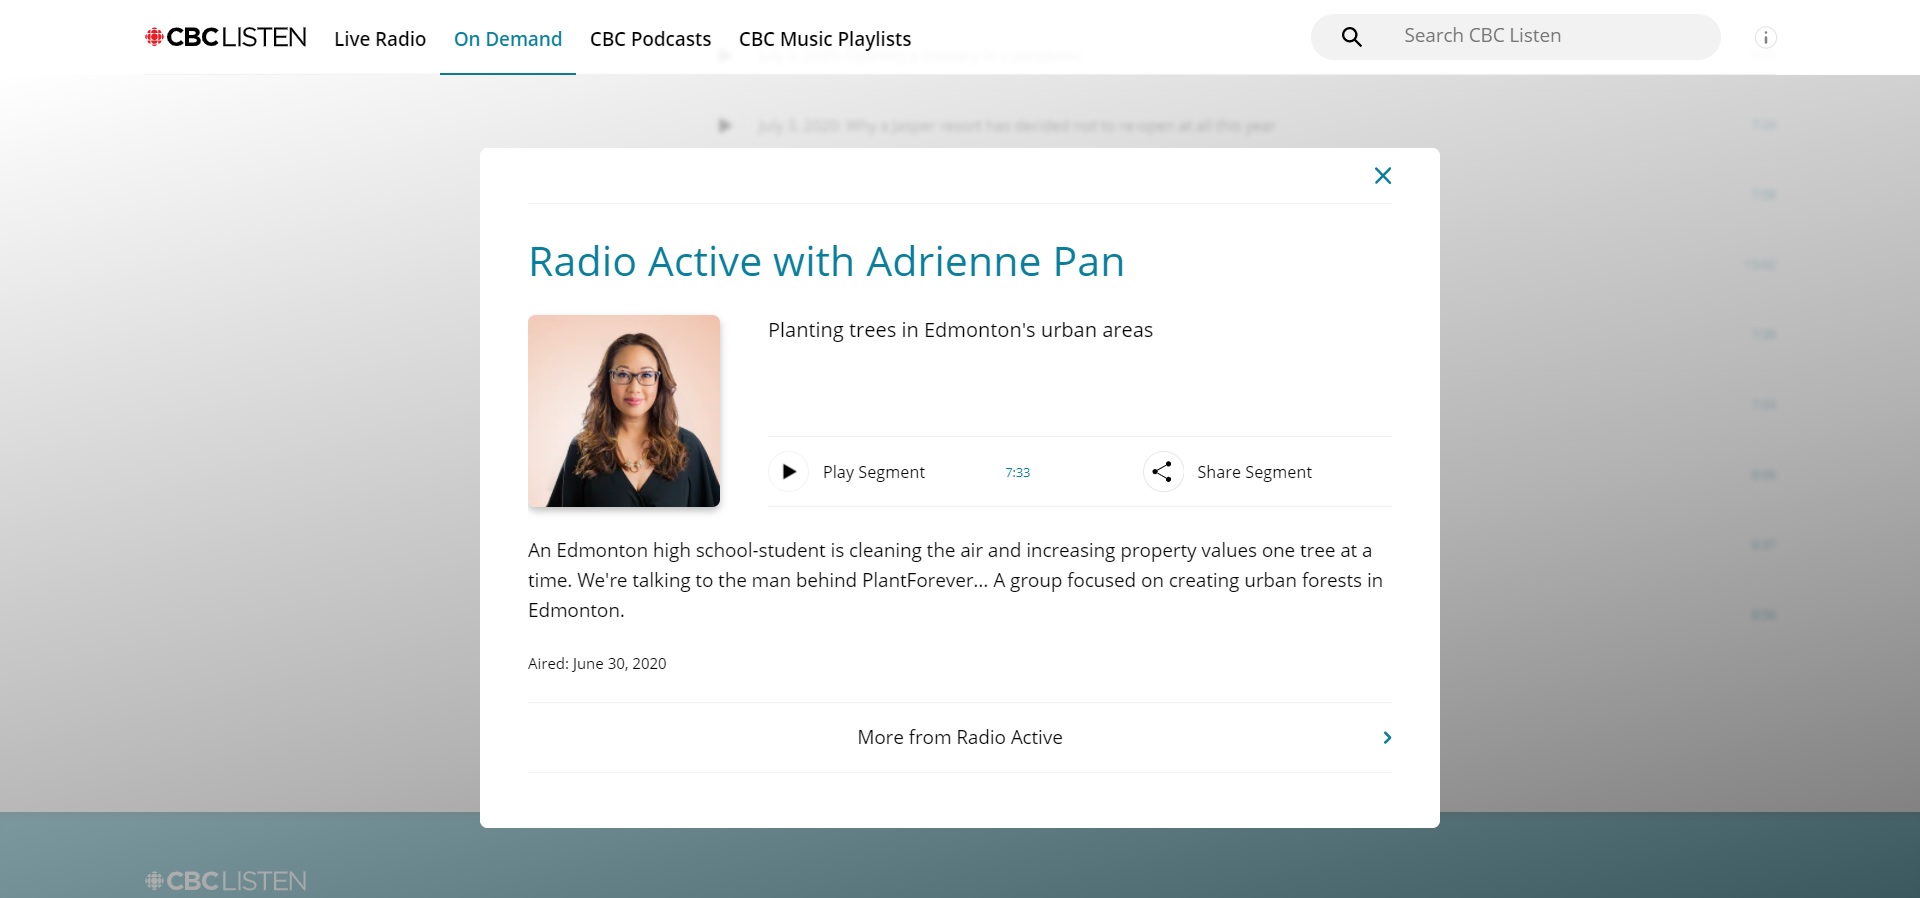 CBC LISTEN
Live Radio
On Demand
CBC Podcasts
CBC Music Playlists
Search CBC Listen
July 3, 2020: Why a Jasper resort has decided not to re-open at all this year
Radio Active with Adrienne Pan
Planting trees in Edmonton's urban areas
Play Segment
7:33
Share Segment
An Edmonton high school-student is cleaning the air and increasing property values one tree at a
time. We're talking to the man behind PlantForever... A group focused on creating urban forests in
Edmonton.
Aired: June 30, 2020
More from Radio Active
CBC LISTEN